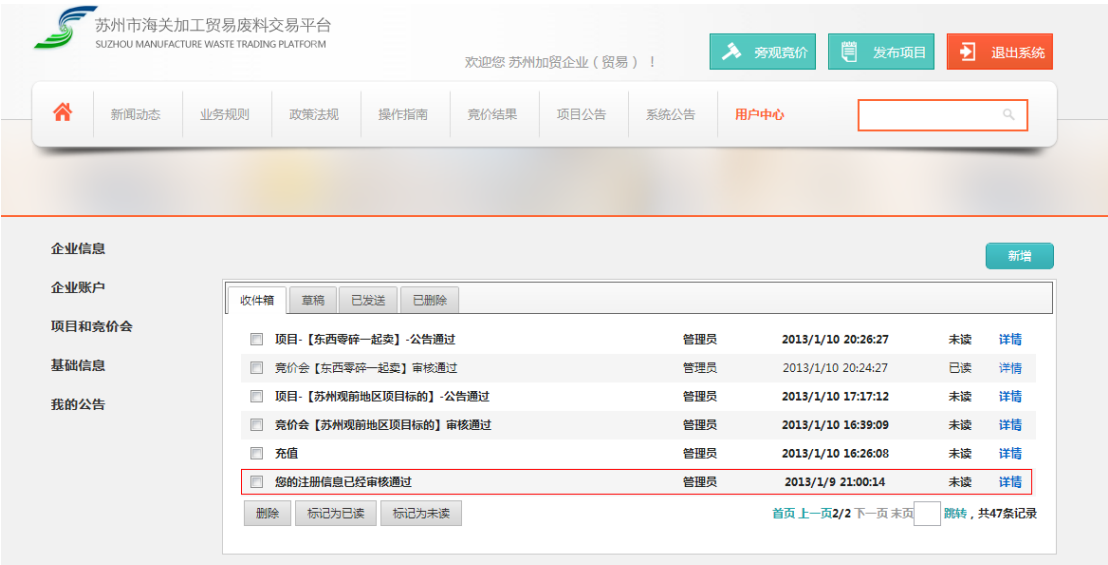 苏州市海关加工贸易废料交易平台
SUZHOU MANUFACTURE WASTE TRADING PLATFORM
欢迎您 苏州加贸企业（贸易）！
旁观竞价 发布项目 退出系统
新闻动态 业务规则 政策法规 操作指南 竞价结果 项目公告 系统公告 用户中心
企业信息
新增
企业账户
项目和竞价会
基础信息
我的公告
收件箱 草稿 已发送 已删除
项目-【东西零碎一起卖】-公告通过 管理员 2013/1/10 20:26:27 未读 详情
竞价会【东西零碎一起卖】审核通过 管理员 2013/1/10 20:24:27 已读 详情
项目-【苏州观前地区项目标的】-公告通过 管理员 2013/1/10 17:17:12 未读 详情
竞价会【苏州观前地区项目标的】审核通过 管理员 2013/1/10 16:39:09 未读 详情
充值 管理员 2013/1/10 16:26:08 未读 详情
您的注册信息已经审核通过 管理员 2013/1/9 21:00:14 未读 详情
删除 标记为已读 标记为未读 首页 上一页2/2 下一页 末页 跳转，共47条记录